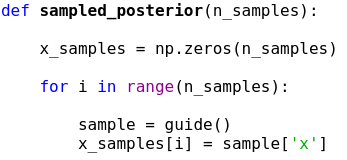 def sampled_posterior(n_samples):
    x_samples = np.zeros(n_samples)
    for i in range(n_samples):
        sample = guide()
        x_samples[i] = sample['x']